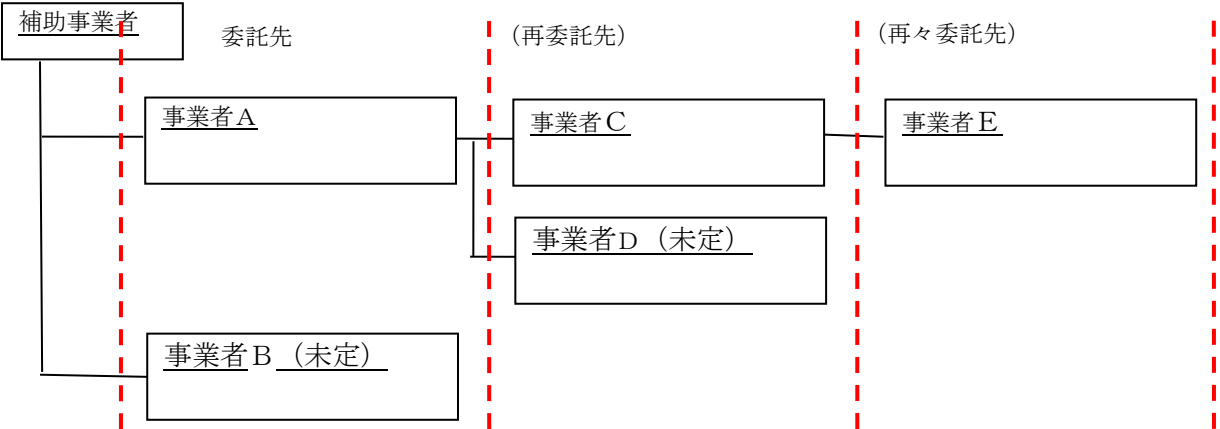 補助事業者
委託先
(再委託先)
(再々委託先)
事業者A
事業者C
事業者E
事業者D（未定）
事業者B（未定）